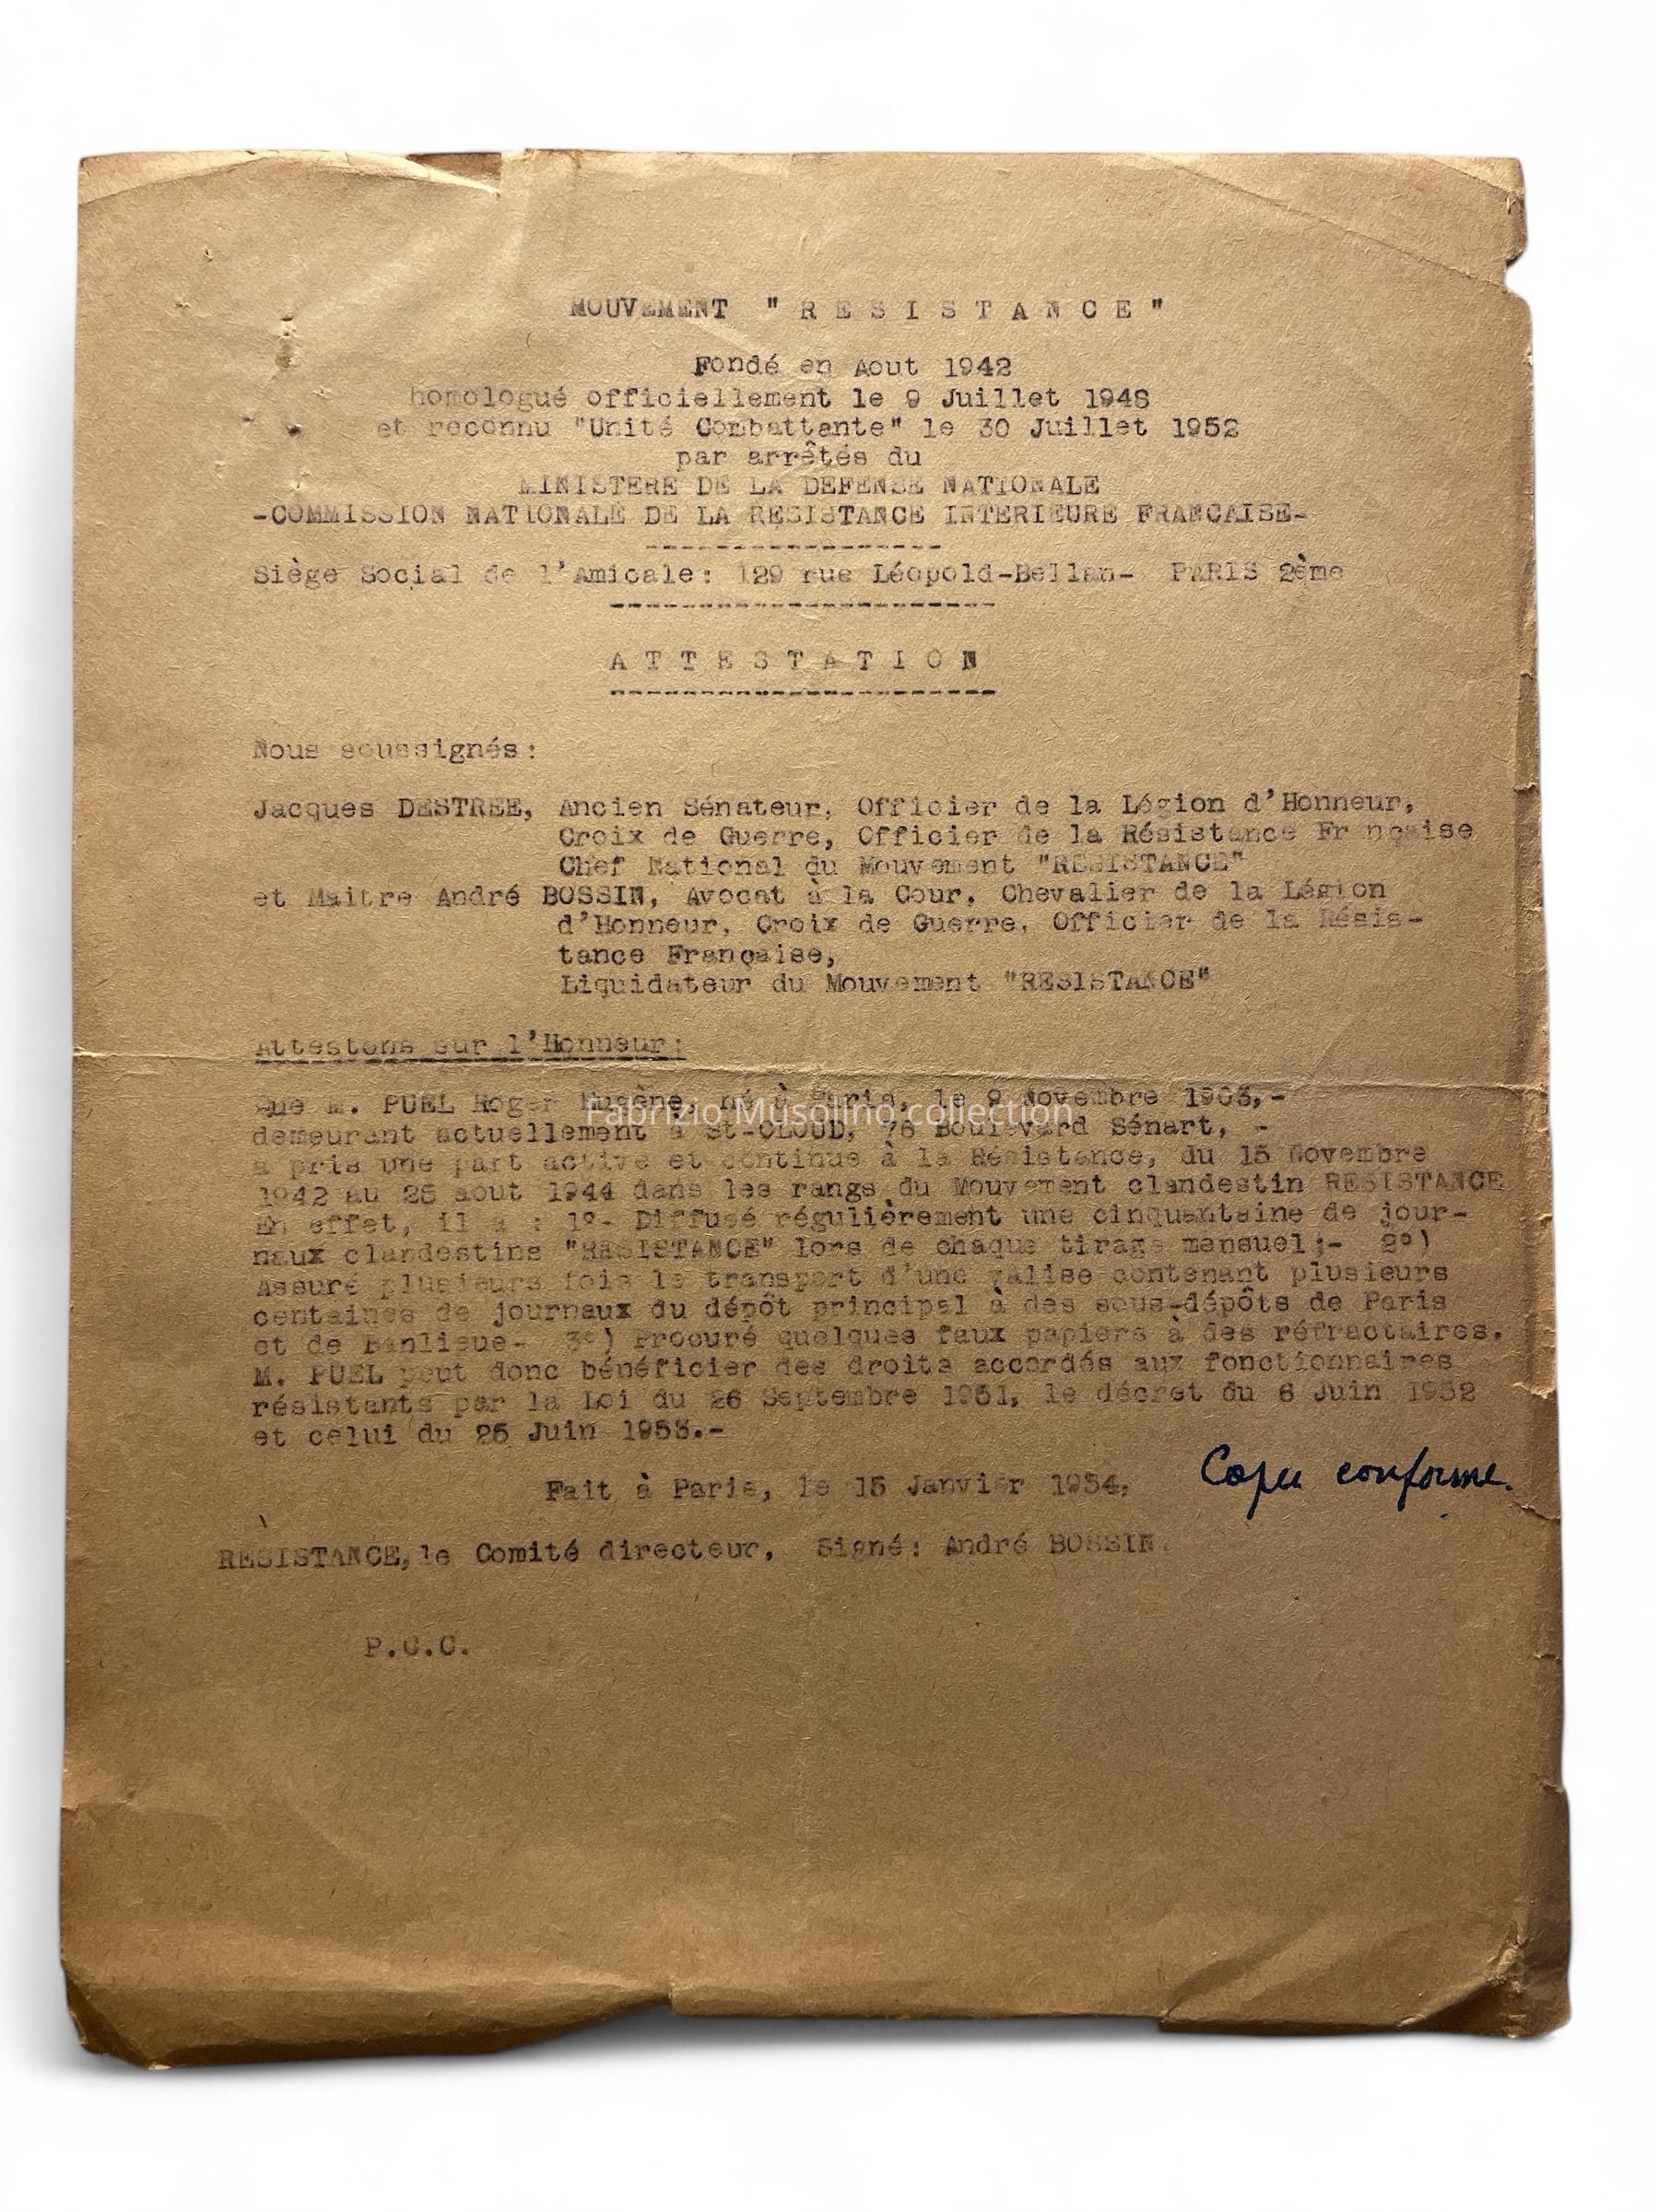 MOUVEMENT "R E S I S T A N C E"
Fondé en Aout 1942
homologué officiellement le 9 Juillet 1948
et reconnu "Unité Combattante" le 30 Juillet 1952
par arrêtés du
MINISTERE DE LA DEFENSE NATIONALE
-COMMISSION NATIONALE DE LA RESISTANCE INTERIEURE FRANCAISE-
Siège Social de l'Amicale: 129 rue Léopold-Bellan- PARIS 2ème
A T T E S T A T I O N
Nous soussignés:
Jacques DESTREE, Ancien Sénateur, Officier de la Légion d'Honneur,
Croix de Guerre, Officier de la Résistance Française
Chef National du Mouvement "RESISTANCE"
et Maitre André BOSSIN, Avocat à la Cour, Chevalier de la Légion
d'Honneur, Croix de Guerre, Officier de la Résis-
tance Française,
Liquidateur du Mouvement "RESISTANCE"
Attestons sur l'Honneur:
Que M. PUEL Roger Eugène, né à Paris, le 9 Novembre 1903,-
Fabrizio Musolino collection
demeurant actuellement à St-CLOUD, 76 Boulevard Sénart, -
a pris une part active et continue à la Résistance, du 15 Novembre
1942 au 25 aout 1944 dans les rangs du Mouvement clandestin RESISTANCE
En effet, il a : 1º- Diffusé régulièrement une cinquantaine de jour-
naux clandestins "RESISTANCE" lors de chaque tirage mensuel;- 2º)
Assuré plusieurs fois le transport d'une valise contenant plusieurs
centaines de journaux du dépôt principal à des sous-dépôts de Paris
et de Banlieue- 3º) Procuré quelques faux papiers à des réfractaires.
M. PUEL peut donc bénéficier des droits accordés aux fonctionnaires
résistants par la Loi du 26 Septembre 1951, le décret du 6 Juin 1952
et celui du 25 Juin 1953.-
Copie conforme.
Fait à Paris, le 15 Janvier 1954,
RESISTANCE, le Comité directeur, Signé: André BOSSIN.
P.C.C.